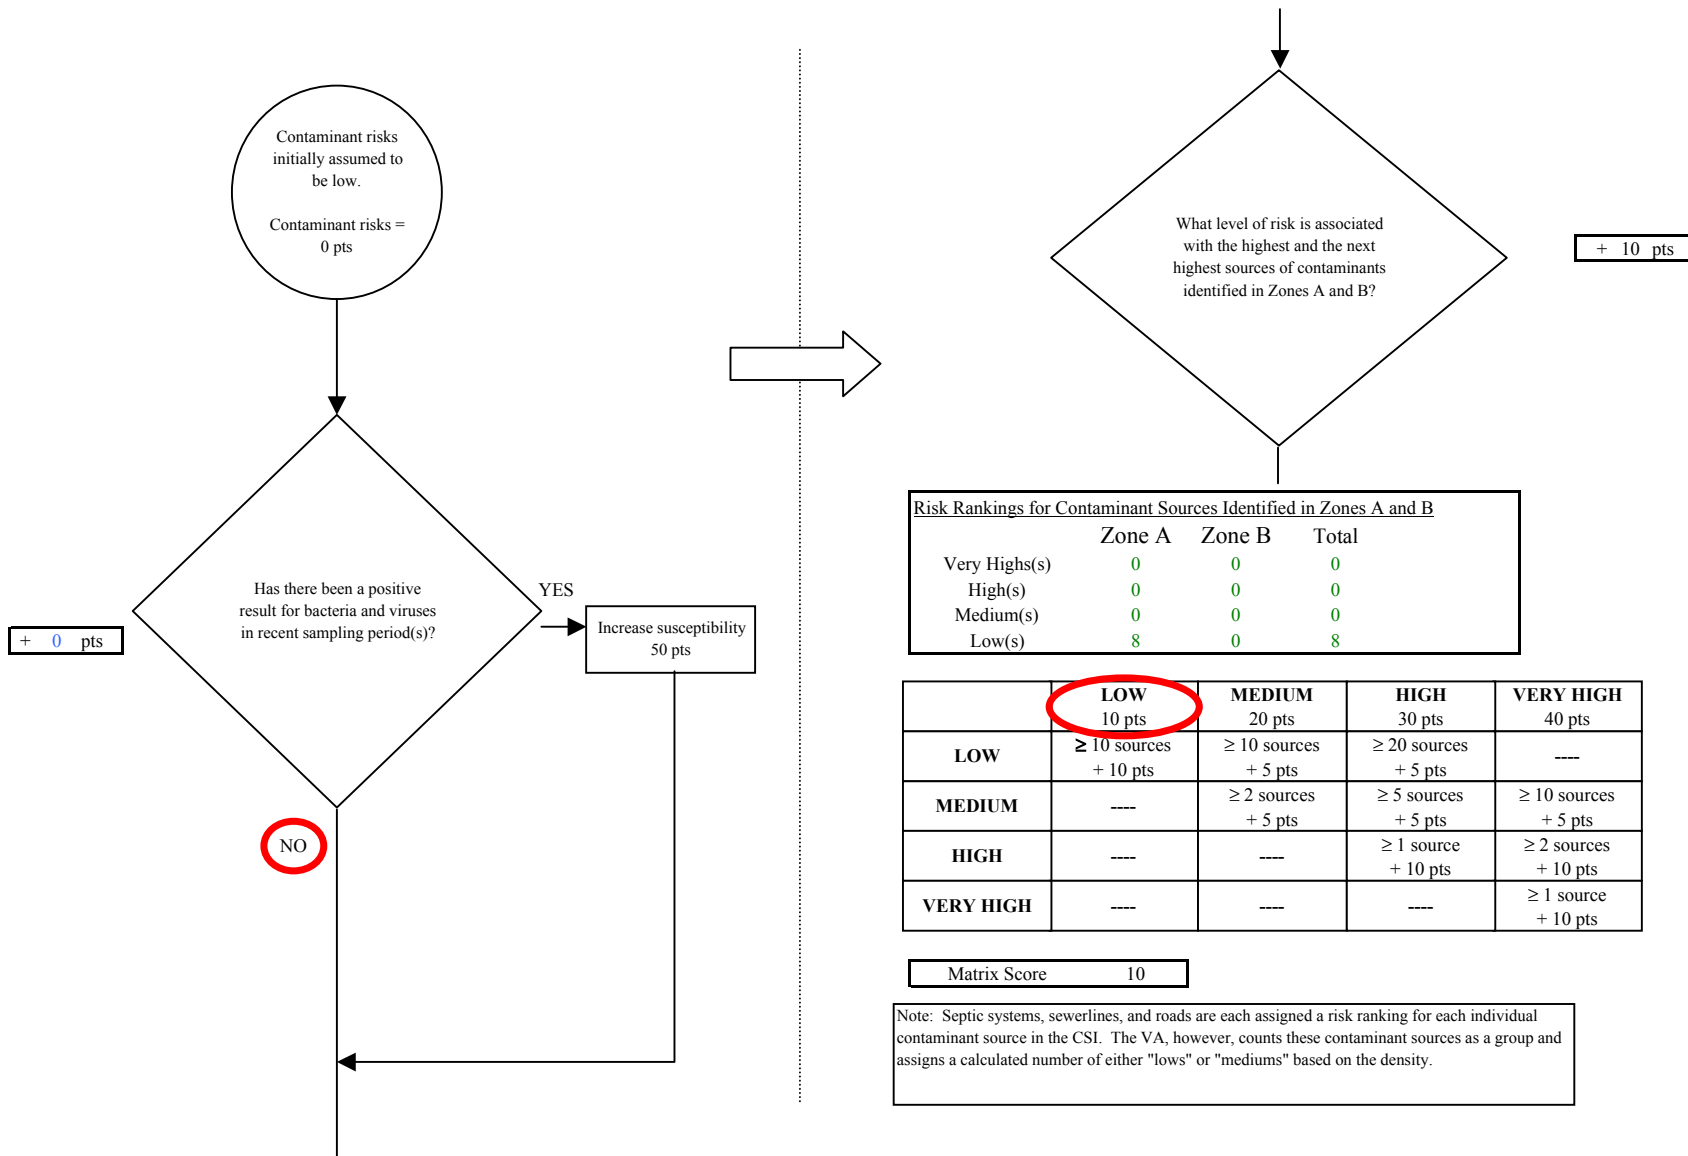 Contaminant risks
initially assumed to
be low.
Contaminant risks =
0 pts
Has there been a positive
result for bacteria and viruses
in recent sampling period(s)?
YES
Increase susceptibility
50 pts
+ 0 pts
NO
What level of risk is associated
with the highest and the next
highest sources of contaminants
identified in Zones A and B?
+ 10 pts
Risk Rankings for Contaminant Sources Identified in Zones A and B
Zone A Zone B Total
Very Highs(s) 0 0 0
High(s) 0 0 0
Medium(s) 0 0 0
Low(s) 8 0 8
LOW MEDIUM HIGH VERY HIGH
10 pts 20 pts 30 pts 40 pts
LOW ≥ 10 sources ≥ 10 sources ≥ 20 sources ----
+ 10 pts + 5 pts + 5 pts
MEDIUM ---- ≥ 2 sources ≥ 5 sources ≥ 10 sources
+ 5 pts + 5 pts + 5 pts
HIGH ---- ---- ≥ 1 source ≥ 2 sources
+ 10 pts + 10 pts
VERY HIGH ---- ---- ---- ≥ 1 source
+ 10 pts
Matrix Score 10
Note: Septic systems, sewerlines, and roads are each assigned a risk ranking for each individual
contaminant source in the CSI. The VA, however, counts these contaminant sources as a group and
assigns a calculated number of either "lows" or "mediums" based on the density.